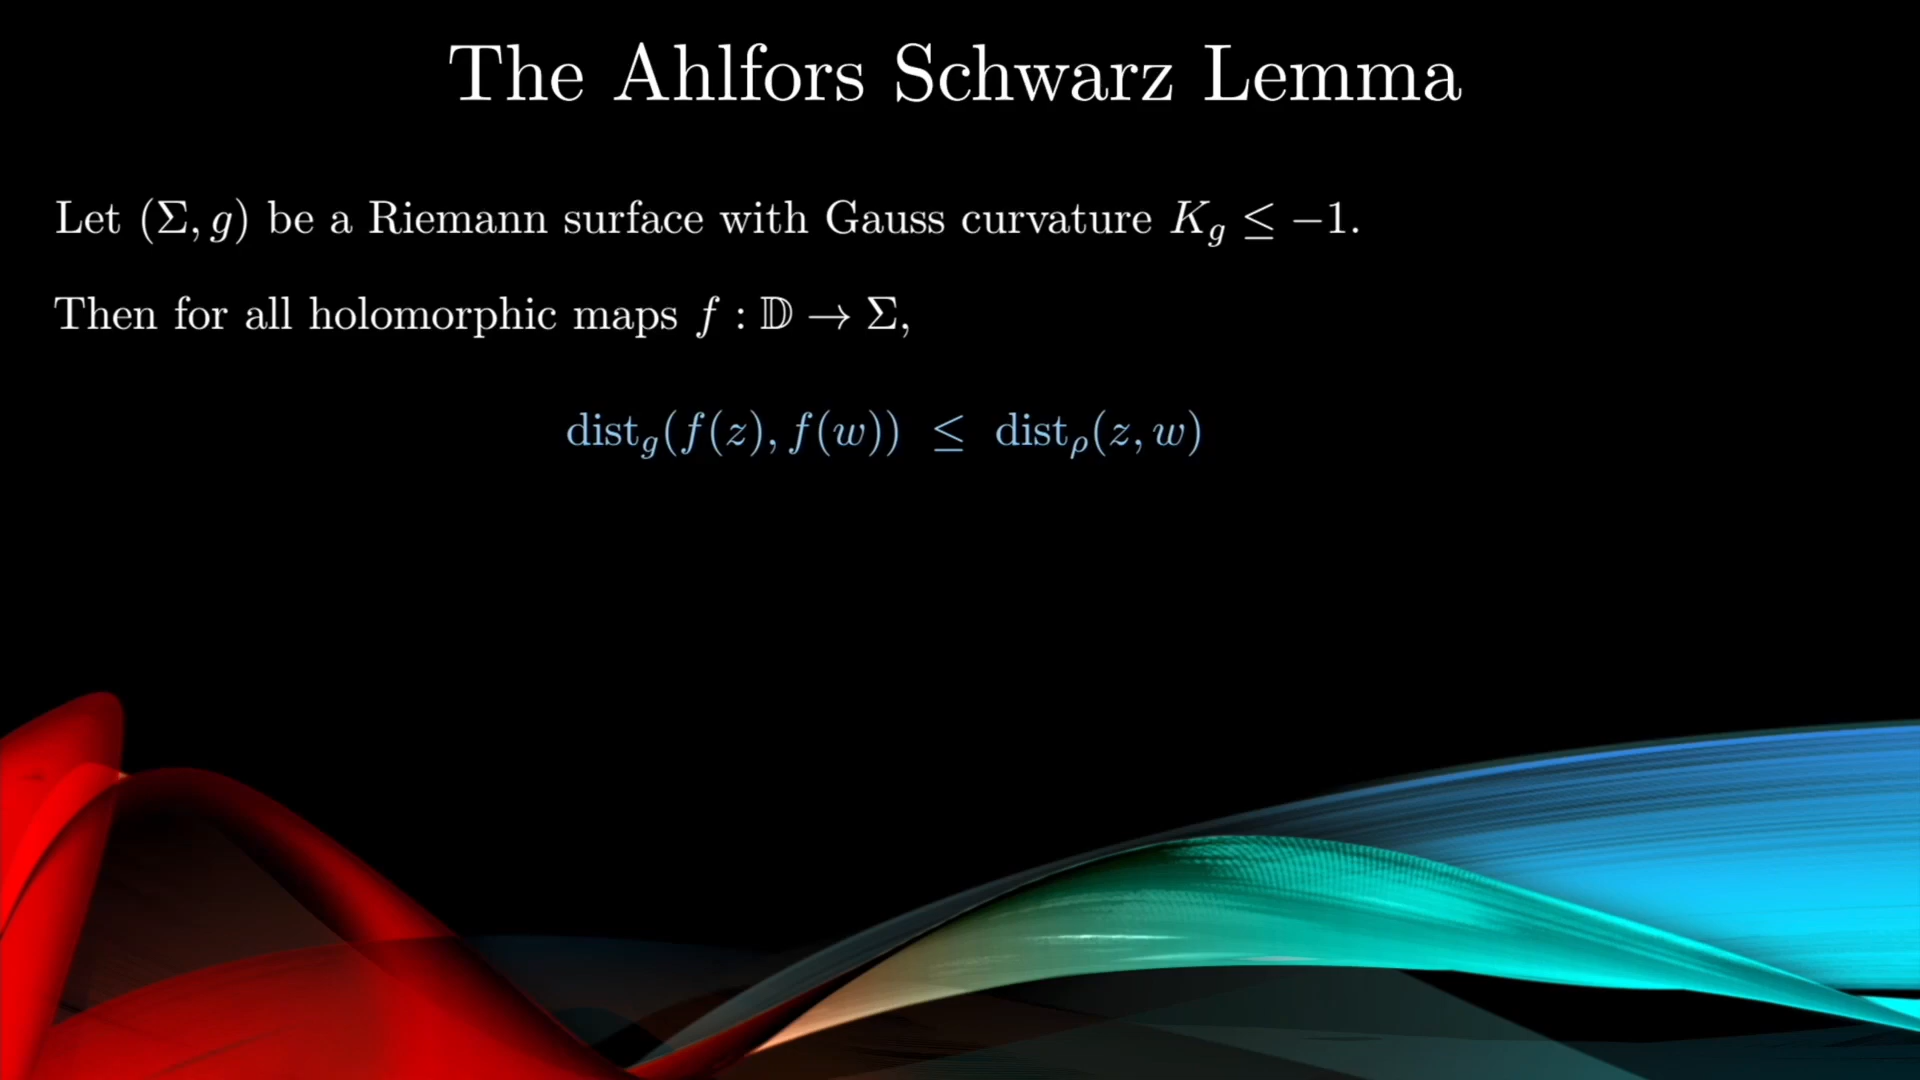 The Ahlfors Schwarz Lemma
Let (Σ, g) be a Riemann surface with Gauss curvature K_g ≤ −1.
Then for all holomorphic maps f : 𝔻 → Σ,
dist_g(f(z), f(w)) ≤ dist_ρ(z, w)